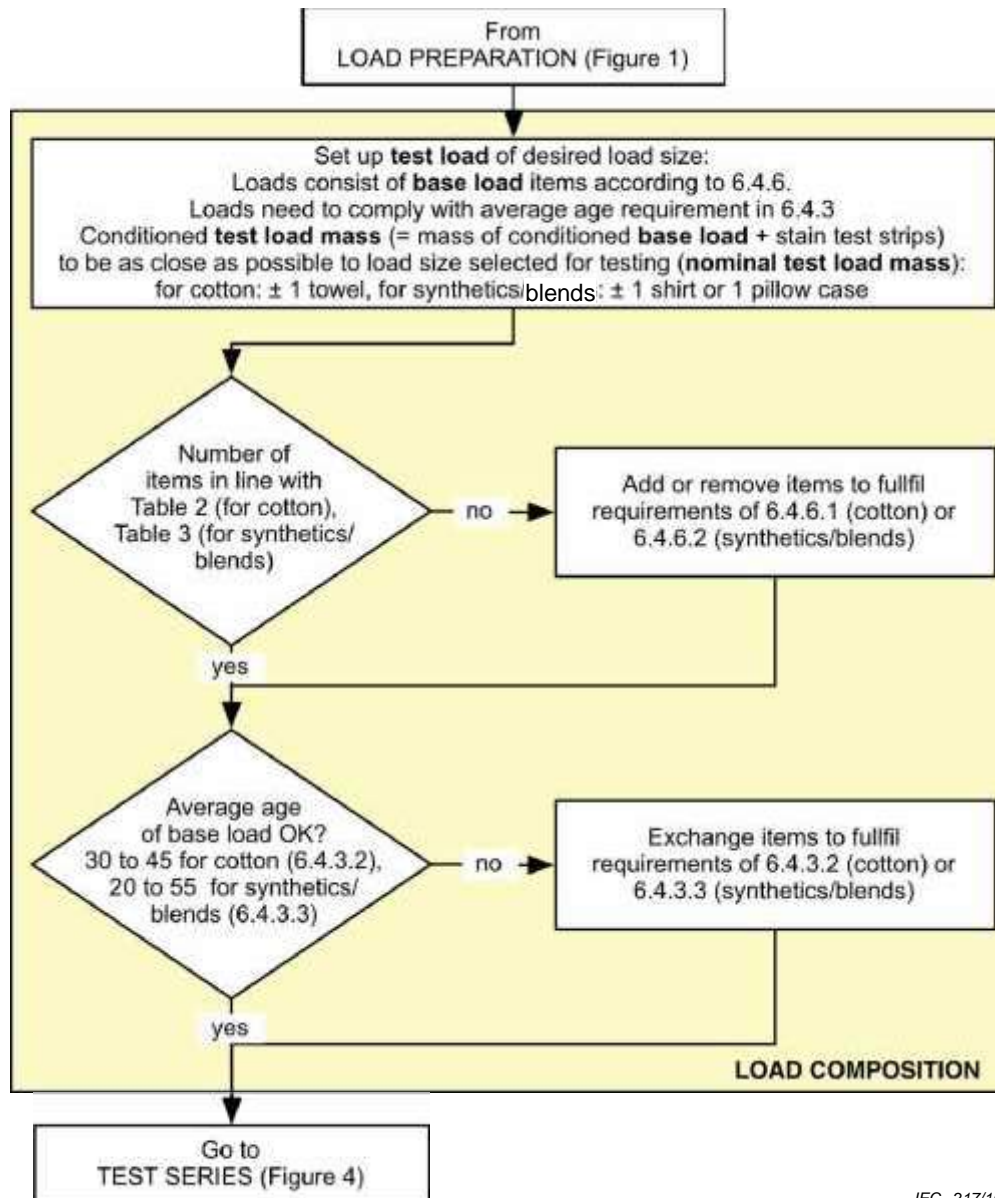 From
LOAD PREPARATION (Figure 1)
Set up test load of desired load size:
Loads consist of base load items according to 6.4.6.
Loads need to comply with average age requirement in 6.4.3
Conditioned test load mass (= mass of conditioned base load + stain test strips)
to be as close as possible to load size selected for testing (nominal test load mass):
for cotton: ± 1 towel, for synthetics/blends: ± 1 shirt or 1 pillow case
Number of
items in line with
Table 2 (for cotton),
Table 3 (for synthetics/
blends)
no
Add or remove items to fullfil
requirements of 6.4.6.1 (cotton) or
6.4.6.2 (synthetics/blends)
yes
Average age
of base load OK?
30 to 45 for cotton (6.4.3.2),
20 to 55 for synthetics/
blends (6.4.3.3)
no
Exchange items to fullfil
requirements of 6.4.3.2 (cotton) or
6.4.3.3 (synthetics/blends)
yes
LOAD COMPOSITION
Go to
TEST SERIES (Figure 4)
IEC